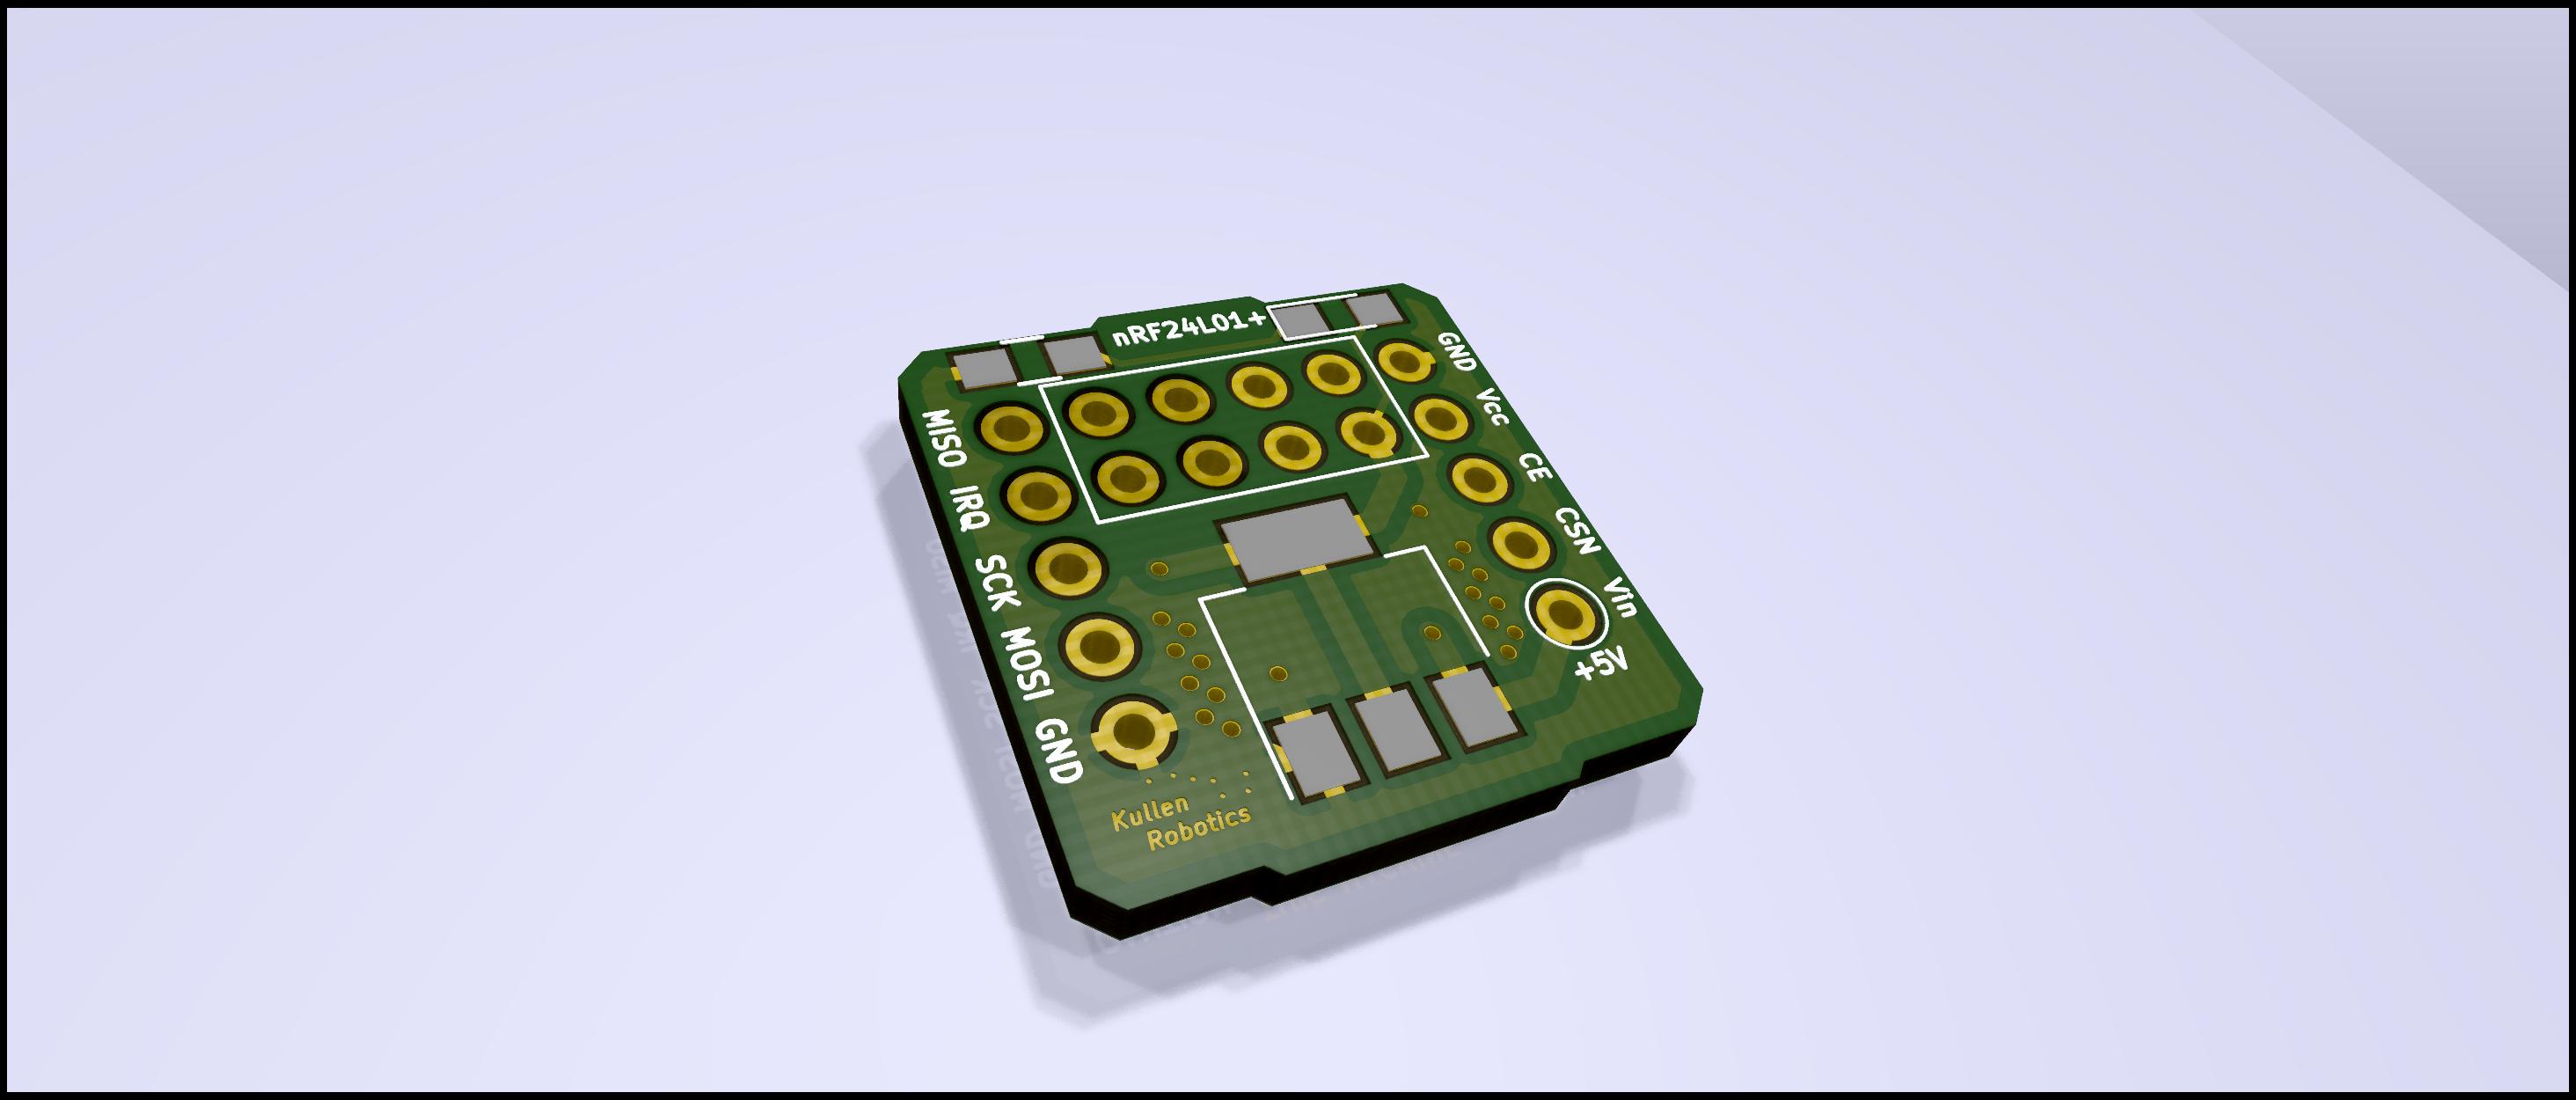 nRF24L01+
MISO
IRQ
SCK
MOSI
GND
GND
Vcc
CE
CSN
Vin
+5V
Kullen
Robotics